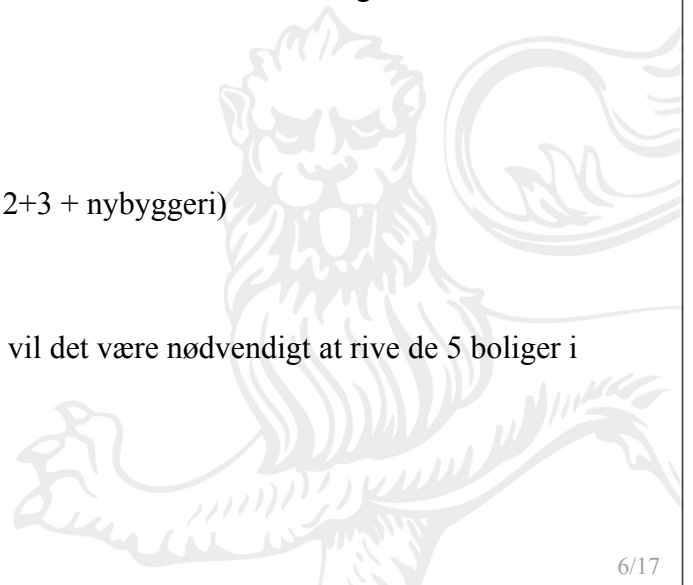 2+3 + nybyggeri)
vil det være nødvendigt at rive de 5 boliger i
6/17